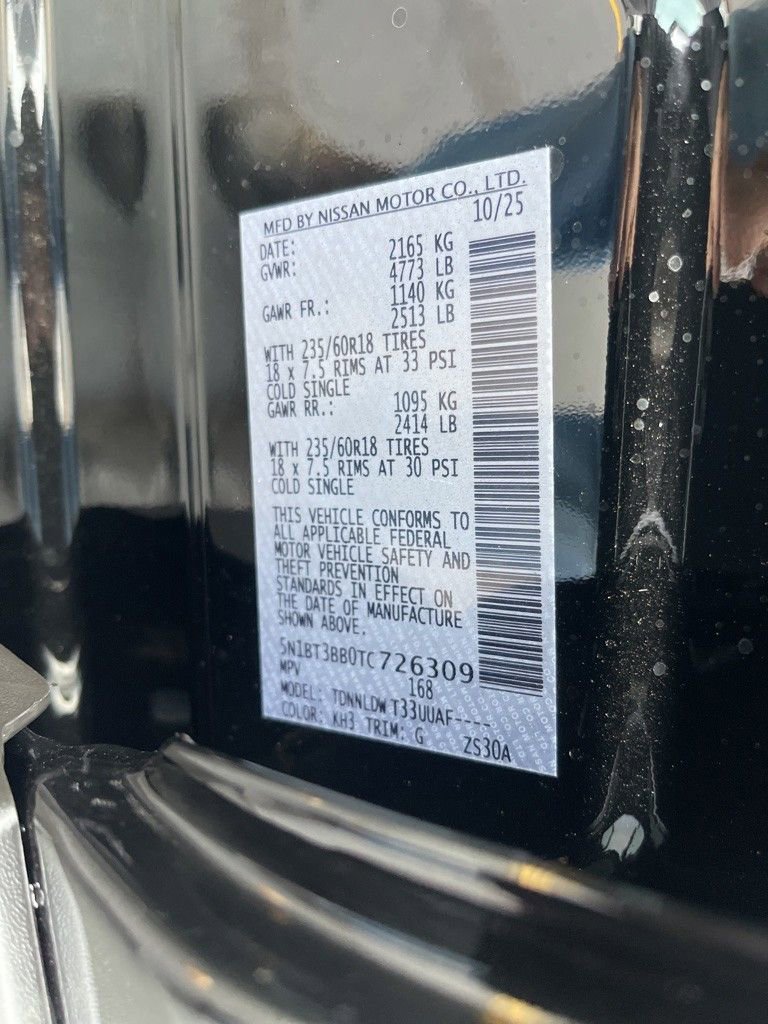 MFD BY NISSAN MOTOR CO., LTD.
DATE: 10/25
GVWR: 2165 KG
4773 LB
GAWR FR.: 1140 KG
2513 LB
WITH 235/60R18 TIRES
18 x 7.5 RIMS AT 33 PSI
COLD SINGLE
GAWR RR.: 1095 KG
2414 LB
WITH 235/60R18 TIRES
18 x 7.5 RIMS AT 30 PSI
COLD SINGLE
THIS VEHICLE CONFORMS TO
ALL APPLICABLE FEDERAL
MOTOR VEHICLE SAFETY AND
THEFT PREVENTION
STANDARDS IN EFFECT ON
THE DATE OF MANUFACTURE
SHOWN ABOVE.
5N1BT3BB0TC726309
MPV 168
MODEL: TDNNLDW T33UUAF----
COLOR: KH3 TRIM: G ZS30A